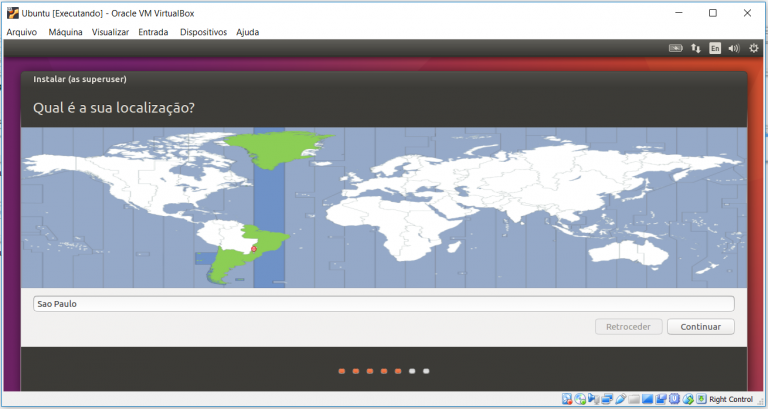 Ubuntu [Executando] - Oracle VM VirtualBox
Arquivo Máquina Visualizar Entrada Dispositivos Ajuda
En
Instalar (as superuser)
Qual é a sua localização?
Sao Paulo
Retroceder Continuar
Right Control